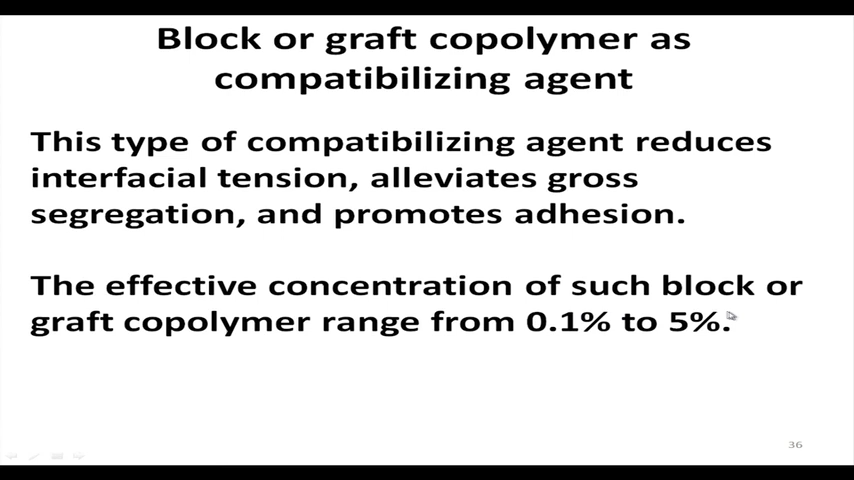 Block or graft copolymer as
compatibilizing agent
This type of compatibilizing agent reduces
interfacial tension, alleviates gross
segregation, and promotes adhesion.
The effective concentration of such block or
graft copolymer range from 0.1% to 5%.
36